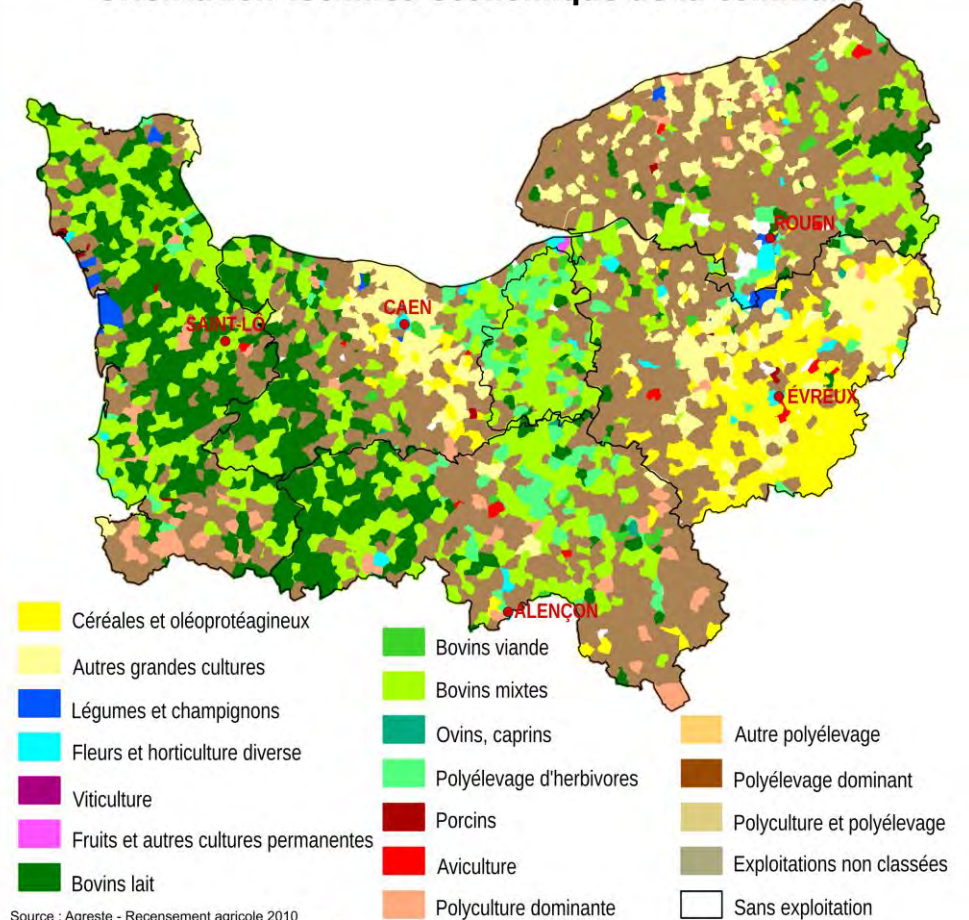 ROUEN
CAEN
SAINT-LÔ
ÉVREUX
ALENÇON
Céréales et oléoprotéagineux
Autres grandes cultures
Légumes et champignons
Fleurs et horticulture diverse
Viticulture
Fruits et autres cultures permanentes
Bovins lait
Bovins viande
Bovins mixtes
Ovins, caprins
Polyélevage d'herbivores
Porcins
Aviculture
Polyculture dominante
Autre polyélevage
Polyélevage dominant
Polyculture et polyélevage
Exploitations non classées
Sans exploitation
Source : Agreste - Recensement agricole 2010